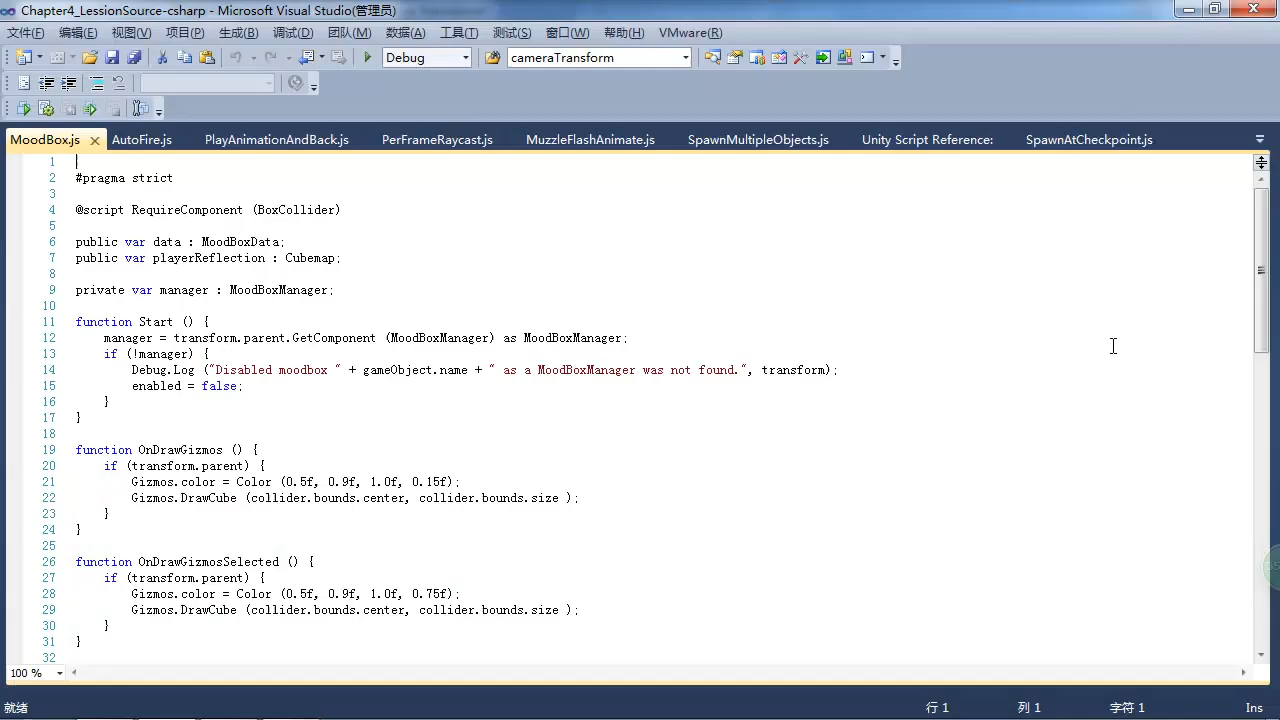 Chapter4_LessionSource-csharp - Microsoft Visual Studio(管理员)
文件(F) 编辑(E) 视图(V) 项目(P) 生成(B) 调试(D) 团队(M) 数据(A) 工具(T) 测试(S) 窗口(W) 帮助(H) VMware(R)
Debug cameraTransform
MoodBox.js AutoFire.js PlayAnimationAndBack.js PerFrameRaycast.js MuzzleFlashAnimate.js SpawnMultipleObjects.js Unity Script Reference: SpawnAtCheckpoint.js
1
2 #pragma strict
3
4 @script RequireComponent (BoxCollider)
5
6 public var data : MoodBoxData;
7 public var playerReflection : Cubemap;
8
9 private var manager : MoodBoxManager;
10
11 function Start () {
12 manager = transform.parent.GetComponent (MoodBoxManager) as MoodBoxManager;
13 if (!manager) {
14 Debug.Log ("Disabled moodbox " + gameObject.name + " as a MoodBoxManager was not found.", transform);
15 enabled = false;
16 }
17 }
18
19 function OnDrawGizmos () {
20 if (transform.parent) {
21 Gizmos.color = Color (0.5f, 0.9f, 1.0f, 0.15f);
22 Gizmos.DrawCube (collider.bounds.center, collider.bounds.size );
23 }
24 }
25
26 function OnDrawGizmosSelected () {
27 if (transform.parent) {
28 Gizmos.color = Color (0.5f, 0.9f, 1.0f, 0.75f);
29 Gizmos.DrawCube (collider.bounds.center, collider.bounds.size );
30 }
31 }
32
100 %
就绪 行 1 列 1 字符 1 Ins